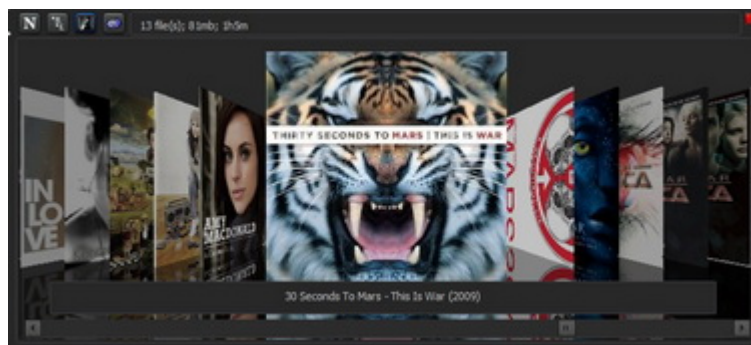 N
13 file(s); 81mb; 1h5m
IN
LO
VE
AMY
MACDONALD
THIRTY SECONDS TO MARS | THIS IS WAR
MARS
30 Seconds To Mars - This Is War (2009)